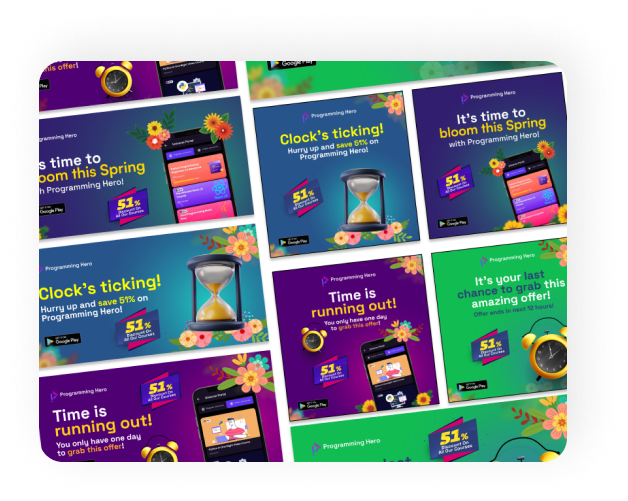 this offer!
Google Play
Programming Hero
s time to
oom this Spring
h Programming Hero!
51%
Discount On
All Our Courses
Google Play
Clock's ticking!
Hurry up and save 51% on
Programming Hero!
51%
Discount On
All Our Courses
Google Play
Programming Hero
Time is
running out!
You only have one day
to grab this offer!
51%
Discount On
All Our Courses
Google Play
Programming Hero
Clock's ticking!
Hurry up and save 51% on
Programming Hero!
51%
Discount On
All Our Courses
Google Play
Programming Hero
Time is
running out!
You only have one day
to grab this offer!
51%
Discount On
All Our Courses
Google Play
Programming Hero
It's time to
bloom this Spring
with Programming Hero!
51%
Discount On
All Our Courses
Google Play
Programming Hero
It's your last
chance to grab this
amazing offer!
Offer ends in next 12 hours!
51%
Discount On
All Our Courses
Google Play
Programming Hero
51%
Discount On
All Our Courses